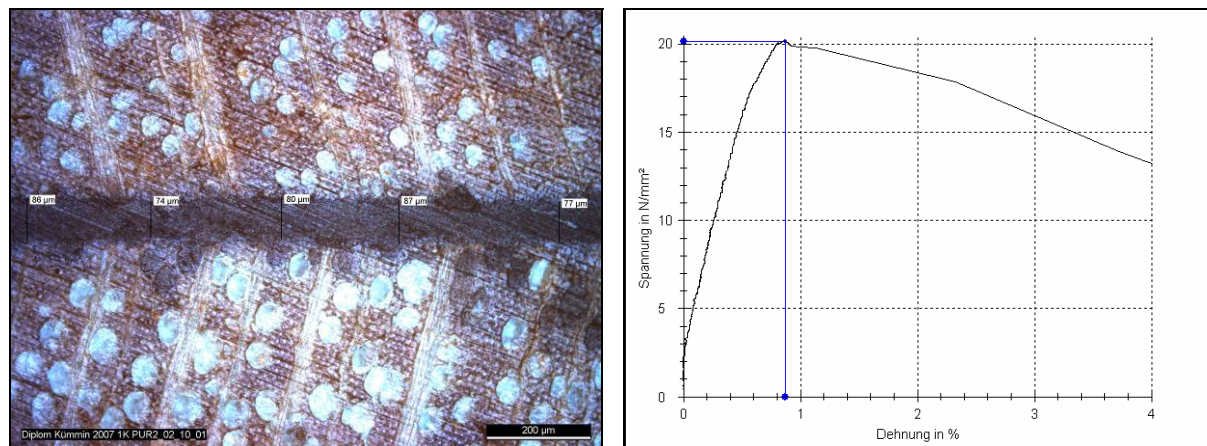 86 µm
74 µm
80 µm
87 µm
77 µm
Diplom Kümmin 2007 1K PUR2_02_10_01
200 µm
Spannung in N/mm²
20
15
10
5
0
0
1
2
3
4
Dehnung in %